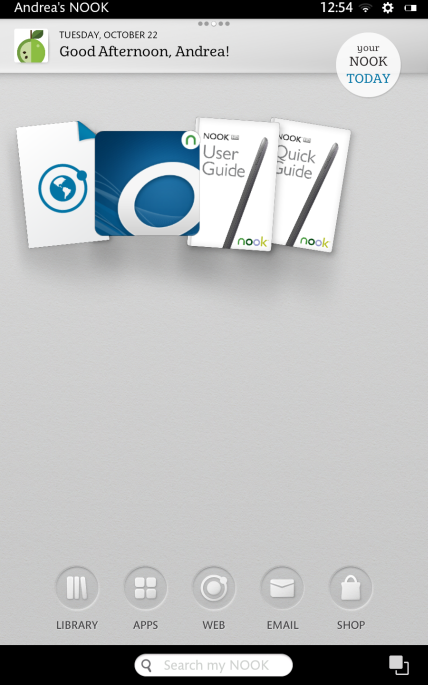 Andrea's NOOK 12:54
TUESDAY, OCTOBER 22
Good Afternoon, Andrea!
your
NOOK
TODAY
n
NOOK
User
Guide
nook
NOOK
Quick
Guide
nook
LIBRARY APPS WEB EMAIL SHOP
Search my NOOK